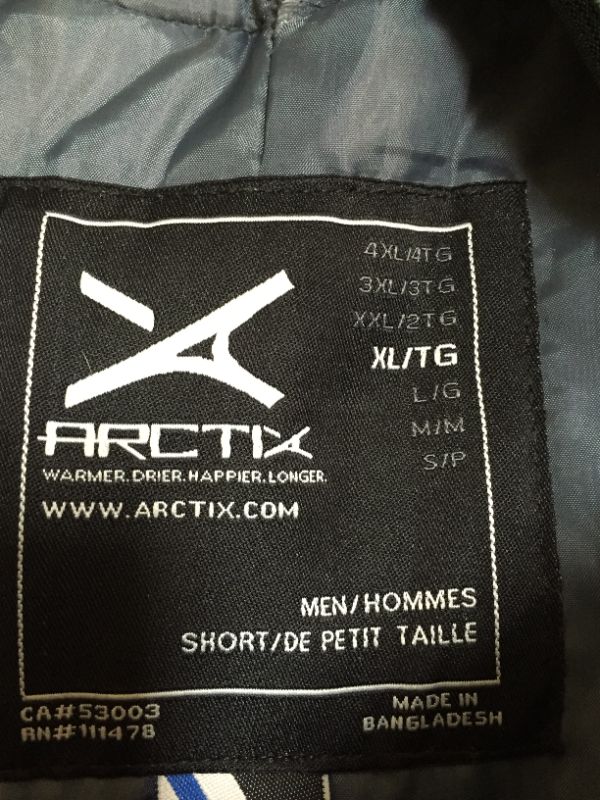 4XL/4TG
3XL/3TG
XXL/2TG
XL/TG
L/G
M/M
S/P
ARCTIX
WARMER. DRIER. HAPPIER. LONGER.
WWW.ARCTIX.COM
MEN/HOMMES
SHORT/DE PETIT TAILLE
CA#53003
RN#111478
MADE IN
BANGLADESH